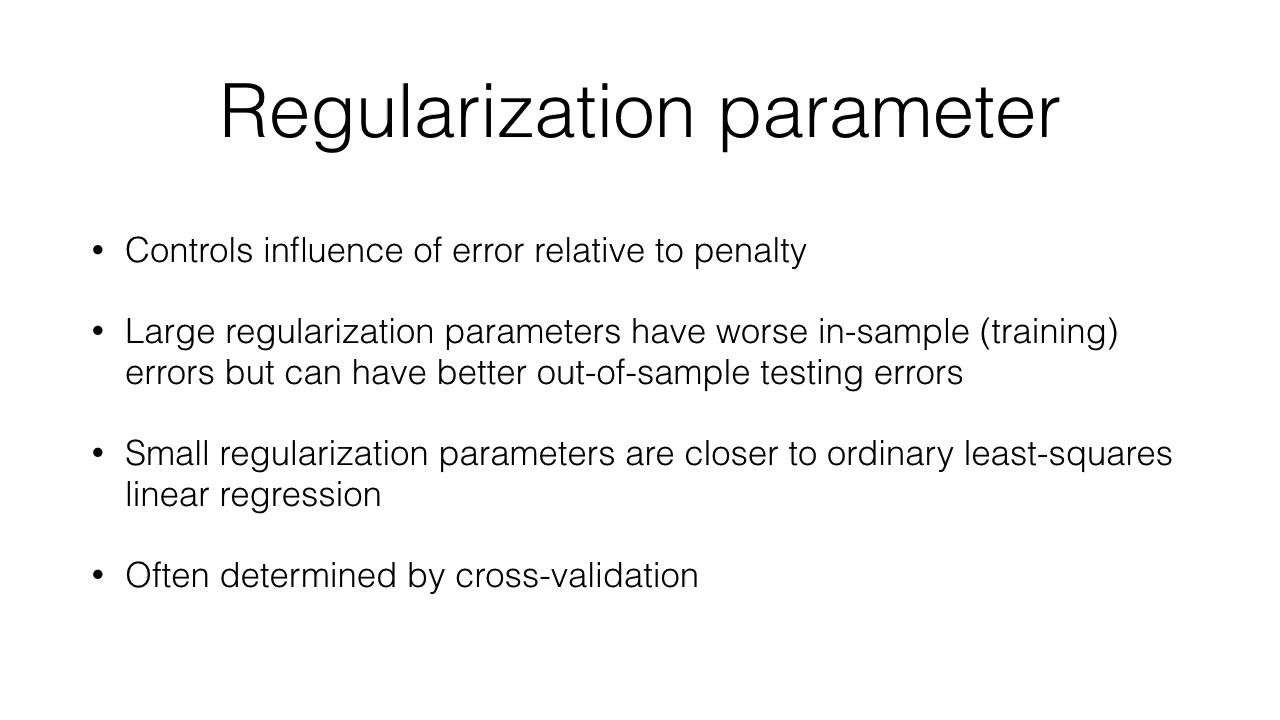 Regularization parameter
• Controls influence of error relative to penalty
• Large regularization parameters have worse in-sample (training)
errors but can have better out-of-sample testing errors
• Small regularization parameters are closer to ordinary least-squares
linear regression
• Often determined by cross-validation